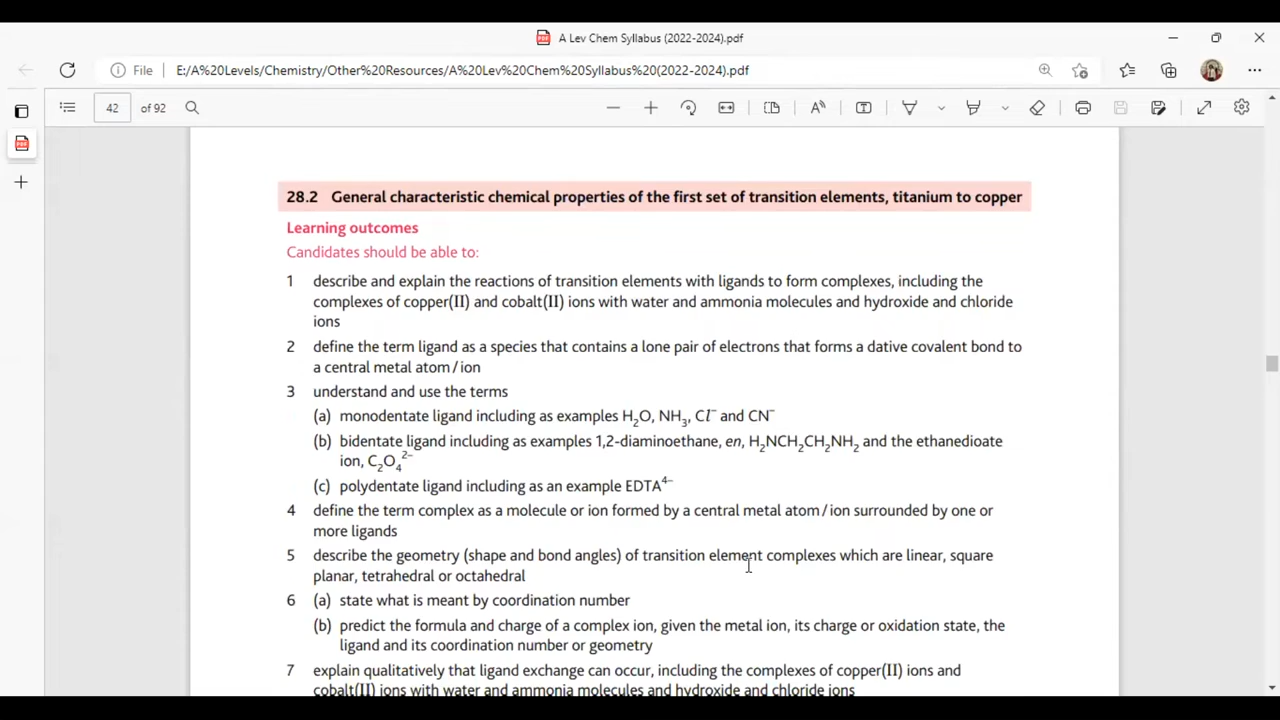 A Lev Chem Syllabus (2022-2024).pdf
File E:/A%20Levels/Chemistry/Other%20Resources/A%20Lev%20Chem%20Syllabus%20(2022-2024).pdf
42 of 92
28.2 General characteristic chemical properties of the first set of transition elements, titanium to copper
Learning outcomes
Candidates should be able to:
1 describe and explain the reactions of transition elements with ligands to form complexes, including the
complexes of copper(II) and cobalt(II) ions with water and ammonia molecules and hydroxide and chloride
ions
2 define the term ligand as a species that contains a lone pair of electrons that forms a dative covalent bond to
a central metal atom/ion
3 understand and use the terms
(a) monodentate ligand including as examples H₂O, NH₃, Cl⁻ and CN⁻
(b) bidentate ligand including as examples 1,2-diaminoethane, en, H₂NCH₂CH₂NH₂ and the ethanedioate
ion, C₂O₄²⁻
(c) polydentate ligand including as an example EDTA⁴⁻
4 define the term complex as a molecule or ion formed by a central metal atom/ion surrounded by one or
more ligands
5 describe the geometry (shape and bond angles) of transition element complexes which are linear, square
planar, tetrahedral or octahedral
6 (a) state what is meant by coordination number
(b) predict the formula and charge of a complex ion, given the metal ion, its charge or oxidation state, the
ligand and its coordination number or geometry
7 explain qualitatively that ligand exchange can occur, including the complexes of copper(II) ions and
cobalt(II) ions with water and ammonia molecules and hydroxide and chloride ions